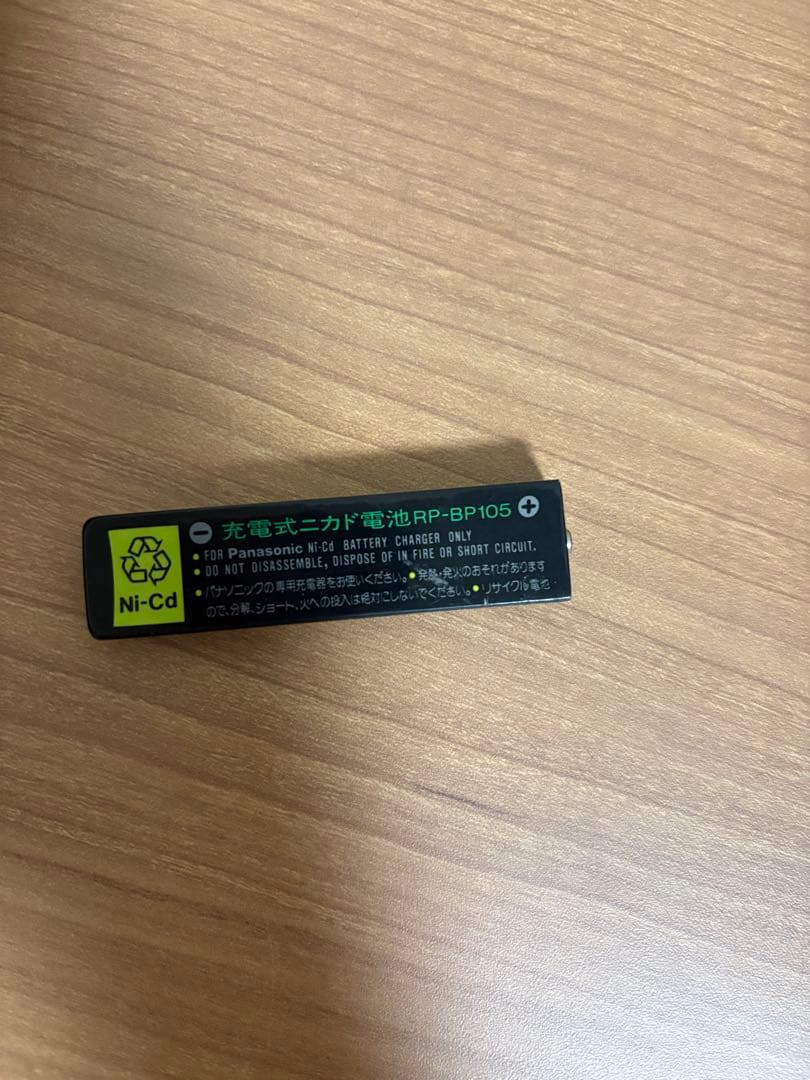 Ni-Cd
⊖ 充電式ニカド電池RP-BP105 ⊕
• FOR Panasonic Ni-Cd BATTERY CHARGER ONLY
• DO NOT DISASSEMBLE, DISPOSE OF IN FIRE OR SHORT CIRCUIT.
• パナソニックの専用充電器をお使いください。• 発熱・発火のおそれがあります
ので、分解、ショート、火への投入は絶対にしないでください。• リサイクル電池・